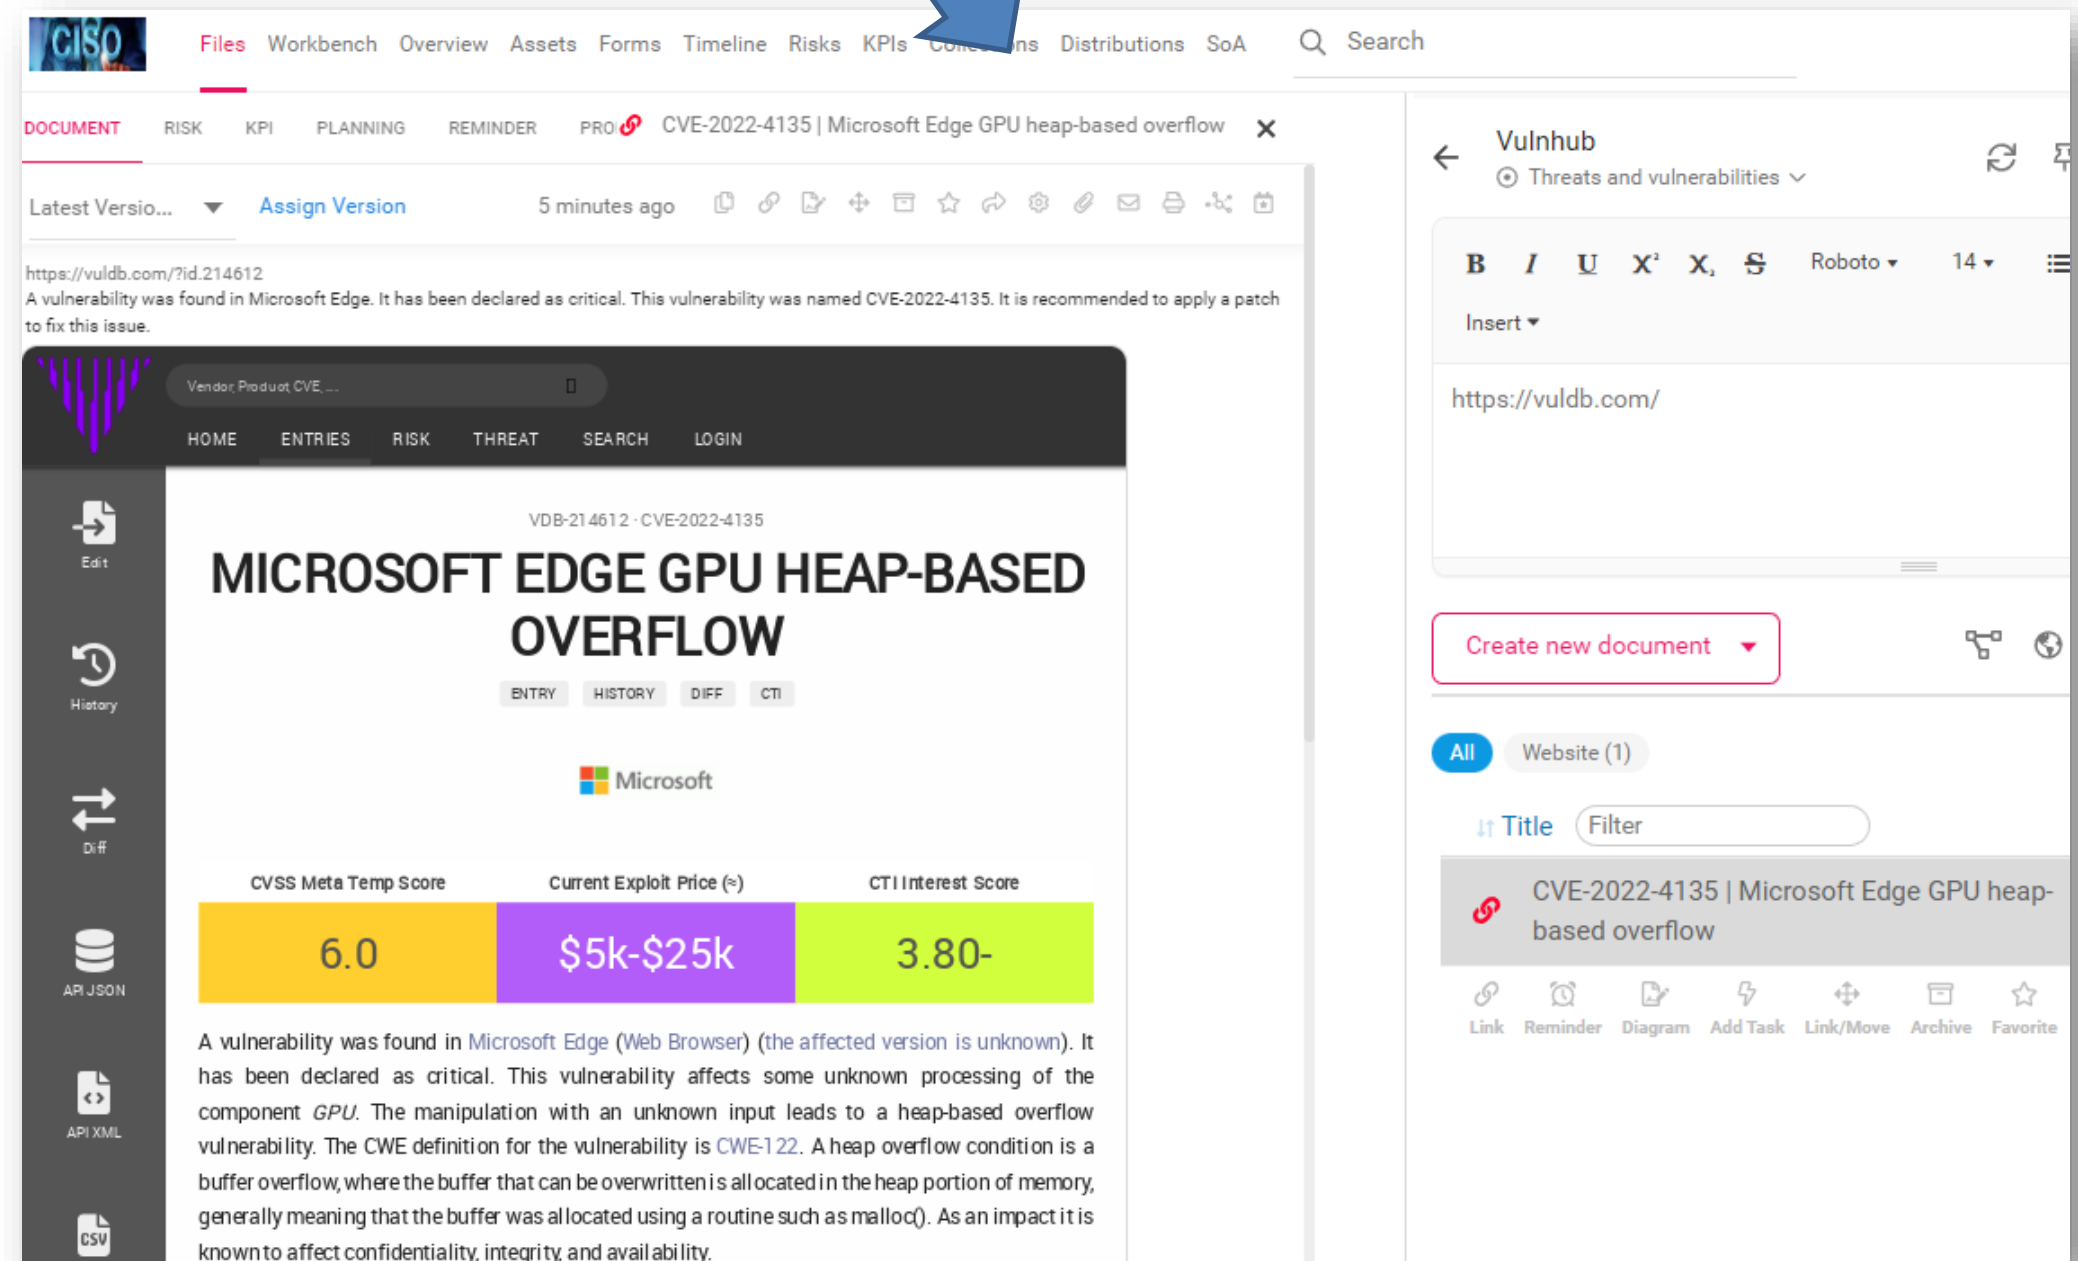 CISO
Files Workbench Overview Assets Forms Timeline Risks KPIs Distributions SoA Search
DOCUMENT RISK KPI PLANNING REMINDER PRO CVE-2022-4135 | Microsoft Edge GPU heap-based overflow
Latest Versio... Assign Version 5 minutes ago
https://vuldb.com/?id.214612
A vulnerability was found in Microsoft Edge. It has been declared as critical. This vulnerability was named CVE-2022-4135. It is recommended to apply a patch
to fix this issue.
Vendor, Product, CVE, ....
HOME ENTRIES RISK THREAT SEARCH LOGIN
Edit
History
Diff
API JSON
API XML
CSV
VDB-214612 · CVE-2022-4135
MICROSOFT EDGE GPU HEAP-BASED
OVERFLOW
ENTRY HISTORY DIFF CTI
Microsoft
CVSS Meta Temp Score Current Exploit Price (≈) CTI Interest Score
6.0 $5k-$25k 3.80-
A vulnerability was found in Microsoft Edge (Web Browser) (the affected version is unknown). It
has been declared as critical. This vulnerability affects some unknown processing of the
component GPU. The manipulation with an unknown input leads to a heap-based overflow
vulnerability. The CWE definition for the vulnerability is CWE-122. A heap overflow condition is a
buffer overflow, where the buffer that can be overwritten is allocated in the heap portion of memory,
generally meaning that the buffer was allocated using a routine such as malloc(). As an impact it is
known to affect confidentiality, integrity, and availability.
Vulnhub
Threats and vulnerabilities
B I U X² X, S Roboto 14
Insert
https://vuldb.com/
Create new document
All Website (1)
Title Filter
CVE-2022-4135 | Microsoft Edge GPU heap-
based overflow
Link Reminder Diagram Add Task Link/Move Archive Favorite